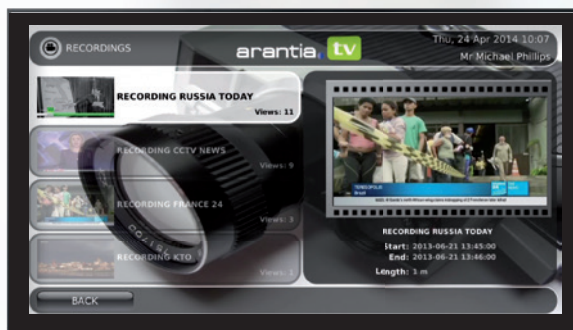 RECORDINGS
arantia tv
Thu, 24 Apr 2014 10:07
Mr Michael Phillips
RECORDING RUSSIA TODAY
Views: 11
RECORDING CCTV NEWS
Views: 9
RECORDING FRANCE 24
Views: 3
RECORDING KTO
Views: 1
RECORDING RUSSIA TODAY
Start: 2013-06-21 13:45:00
End: 2013-06-21 13:46:00
Length: 1 m
BACK